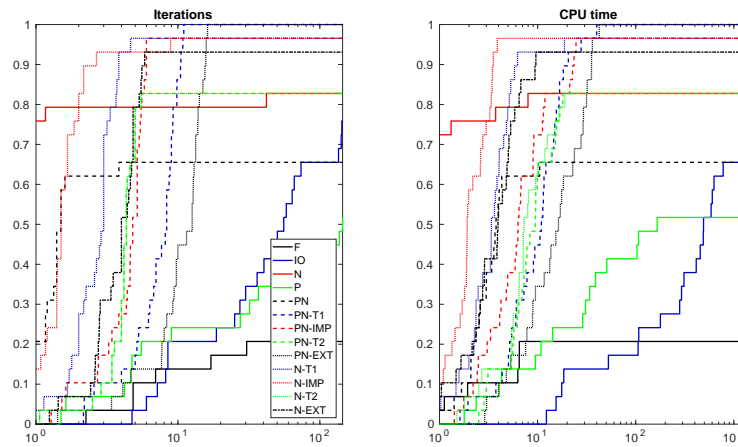 Iterations
CPU time
1
1
0.9
0.9
0.8
0.8
0.7
0.7
0.6
0.6
0.5
0.5
0.4
0.4
0.3
0.3
0.2
0.2
0.1
0.1
0
0
F
IO
N
P
PN
PN-T1
PN-IMP
PN-T2
PN-EXT
N-T1
N-IMP
N-T2
N-EXT
10^0
10^1
10^2
10^0
10^1
10^2
10^3